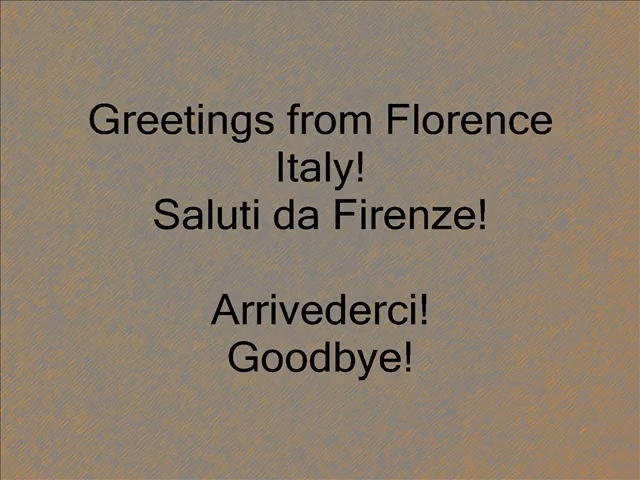 Greetings from Florence
Italy!
Saluti da Firenze!
Arrivederci!
Goodbye!